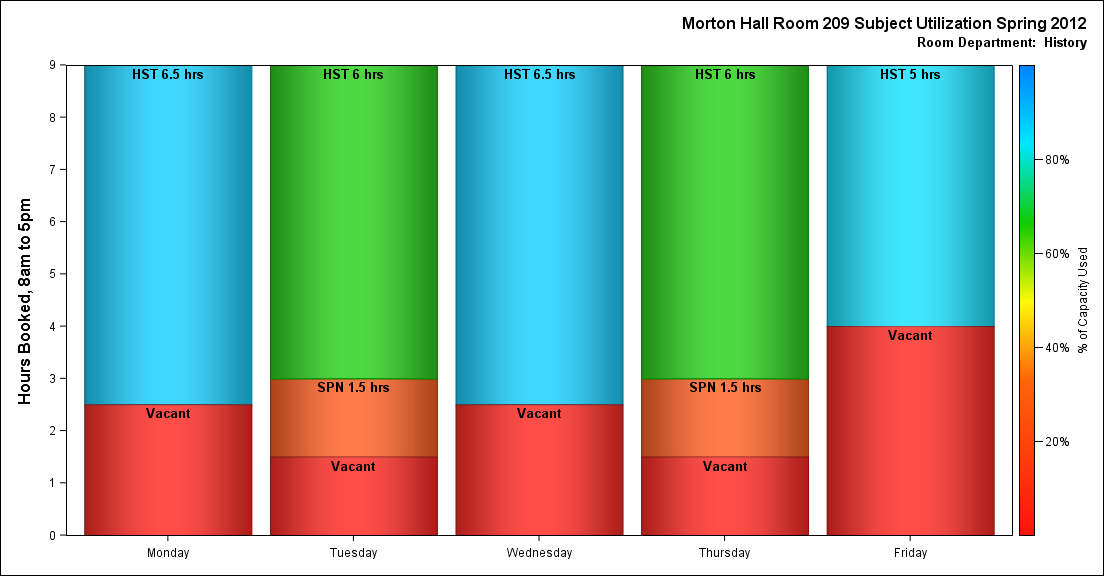 Morton Hall Room 209 Subject Utilization Spring 2012
Room Department: History
Hours Booked, 8am to 5pm
9
8
7
6
5
4
3
2
1
0
HST 6.5 hrs
Vacant
HST 6 hrs
SPN 1.5 hrs
Vacant
HST 6.5 hrs
Vacant
HST 6 hrs
SPN 1.5 hrs
Vacant
HST 5 hrs
Vacant
Monday
Tuesday
Wednesday
Thursday
Friday
80%
60%
40%
20%
% of Capacity Used